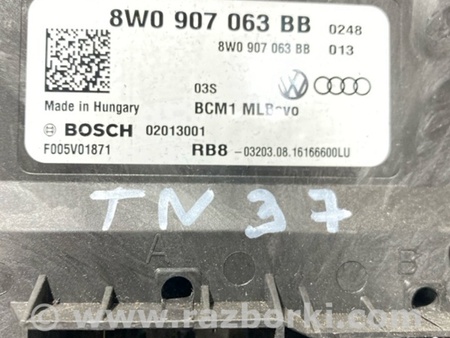 8W0 907 063 BB 0248
8W0 907 063 BB 013
03S
Made in Hungary BCM1 MLBevo
BOSCH 02013001
F005V01871 RB8 -03203.08.16166600LU
TN 37
A
B
www.razborki.com